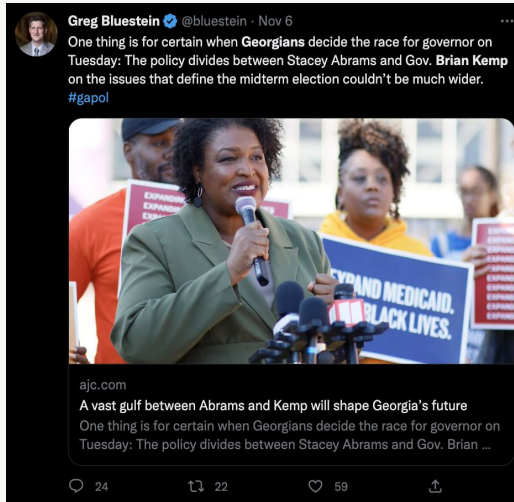 Greg Bluestein @bluestein · Nov 6
One thing is for certain when Georgians decide the race for governor on
Tuesday: The policy divides between Stacey Abrams and Gov. Brian Kemp
on the issues that define the midterm election couldn't be much wider.
#gapol
EXPANDING
EXPANDING
EXPAND MEDICAID.
BLACK LIVES.
ajc.com
A vast gulf between Abrams and Kemp will shape Georgia's future
One thing is for certain when Georgians decide the race for governor on
Tuesday: The policy divides between Stacey Abrams and Gov. Brian ...
24 22 59